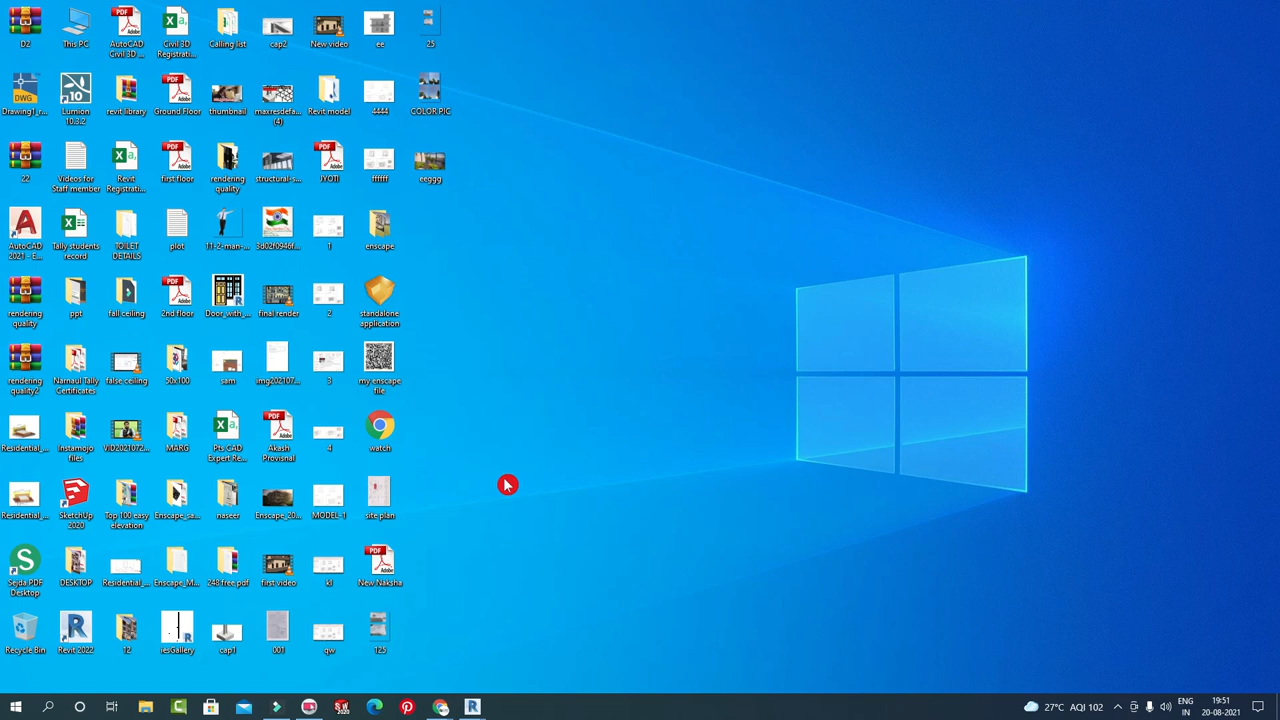 D2
This PC
AutoCAD
Civil 3D ...
Civil 3D
Registrati...
Calling list
cap2
New video
ee
25
Drawing1_r...
Lumion
10.3.2
revit library
Ground Floor
thumbnail
maxresdefa...
(4)
Revit model
4444
COLOR PIC
22
Videos for
Staff member
Revit
Registrati...
first floor
rendering
quality
structural-s...
JYOTI
ffffff
eeggg
AutoCAD
2021 - E...
Tally students
record
TOILET
DETAILS
plot
11-2-man-...
3d02f0946f...
1
enscape
rendering
quality
ppt
fall ceiling
2nd floor
Door_with_...
final render
2
standalone
application
rendering
quality2
Narnaul Tally
Certificates
false ceiling
50x100
sam
img202107...
3
my enscape
file
Residential_...
Instamojo
files
VID2021072...
MARG
Pts CAD
Expert Re...
Akash
Provisnal
4
watch
Residential_...
SketchUp
2020
Top 100 easy
elevation
Enscape_sa...
naseer
Enscape_20...
MODEL-1
site plan
Sejda PDF
Desktop
DESKTOP
Residential_...
Enscape_M...
248 free pdf
first video
kl
New Naksha
Recycle Bin
Revit 2022
12
iesGallery
cap1
001
qw
125
27°C AQI 102
ENG
IN
19:51
20-08-2021